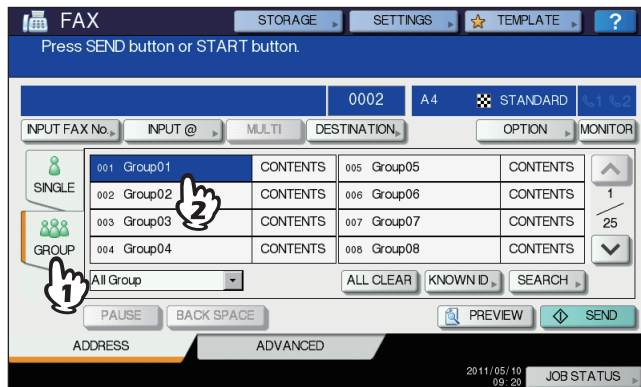 FAX STORAGE SETTINGS TEMPLATE ?
Press SEND button or START button.
0002 A4 STANDARD 1 2
INPUT FAX No. INPUT @ MULTI DESTINATION OPTION MONITOR
SINGLE
GROUP
001 Group01 CONTENTS 005 Group05 CONTENTS
002 Group02 CONTENTS 006 Group06 CONTENTS
003 Group03 CONTENTS 007 Group07 CONTENTS
004 Group04 CONTENTS 008 Group08 CONTENTS
1
25
2
1
All Group ALL CLEAR KNOWN ID SEARCH
PAUSE BACK SPACE PREVIEW SEND
ADDRESS ADVANCED
2011/05/10
09:20 JOB STATUS